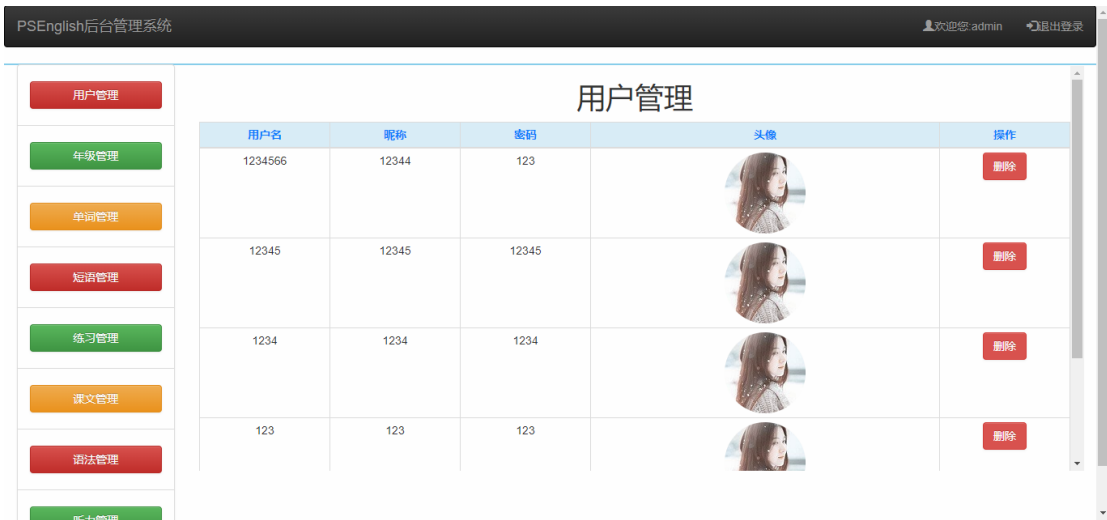 PSEnglish后台管理系统 欢迎您:admin 退出登录
用户管理
年级管理
单词管理
短语管理
练习管理
课文管理
语法管理
听力管理
用户管理
用户名 昵称 密码 头像 操作
1234566 12344 123 删除
12345 12345 12345 删除
1234 1234 1234 删除
123 123 123 删除